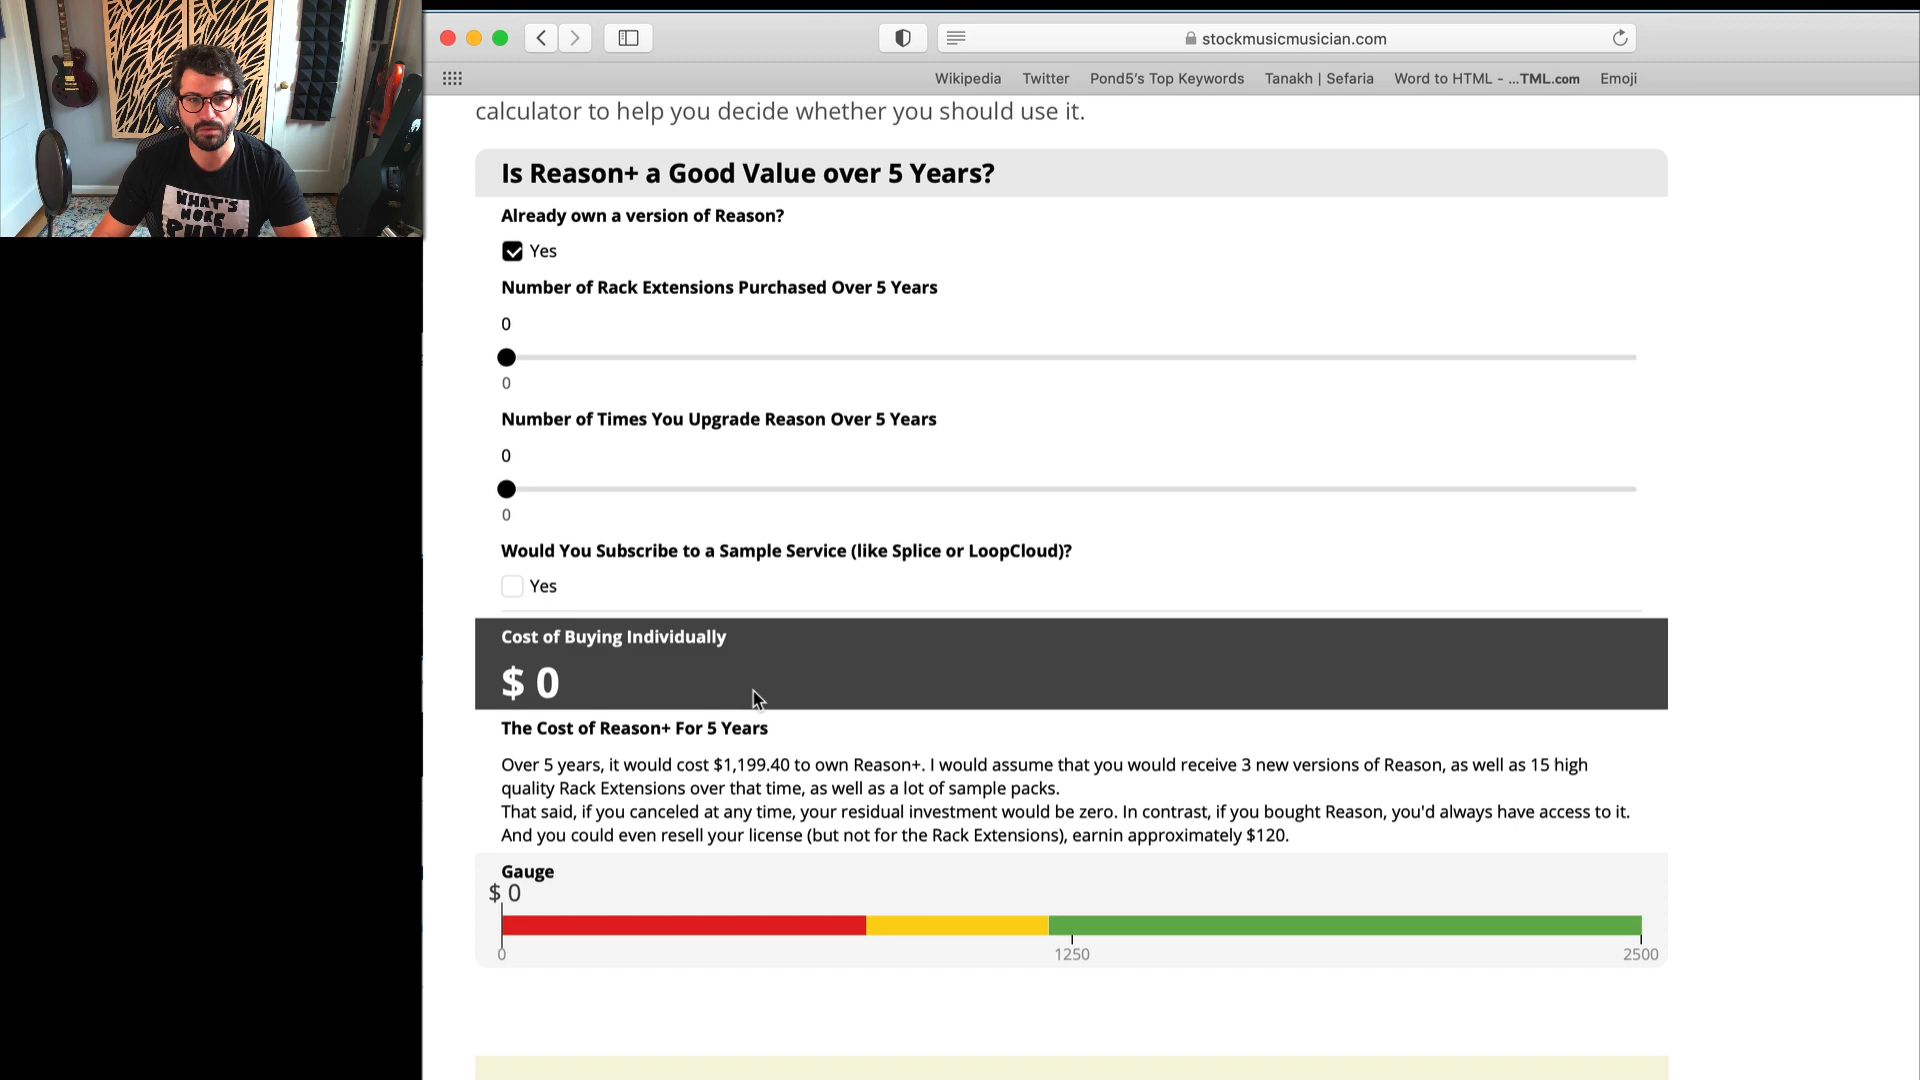 WHAT'S
MORE
PUNK
stockmusicmusician.com
Wikipedia Twitter Pond5's Top Keywords Tanakh | Sefaria Word to HTML - ...TML.com Emoji
calculator to help you decide whether you should use it.
Is Reason+ a Good Value over 5 Years?
Already own a version of Reason?
Yes
Number of Rack Extensions Purchased Over 5 Years
0
0
Number of Times You Upgrade Reason Over 5 Years
0
0
Would You Subscribe to a Sample Service (like Splice or LoopCloud)?
Yes
Cost of Buying Individually
$ 0
The Cost of Reason+ For 5 Years
Over 5 years, it would cost $1,199.40 to own Reason+. I would assume that you would receive 3 new versions of Reason, as well as 15 high
quality Rack Extensions over that time, as well as a lot of sample packs.
That said, if you canceled at any time, your residual investment would be zero. In contrast, if you bought Reason, you'd always have access to it.
And you could even resell your license (but not for the Rack Extensions), earnin approximately $120.
Gauge
$ 0
0 1250 2500